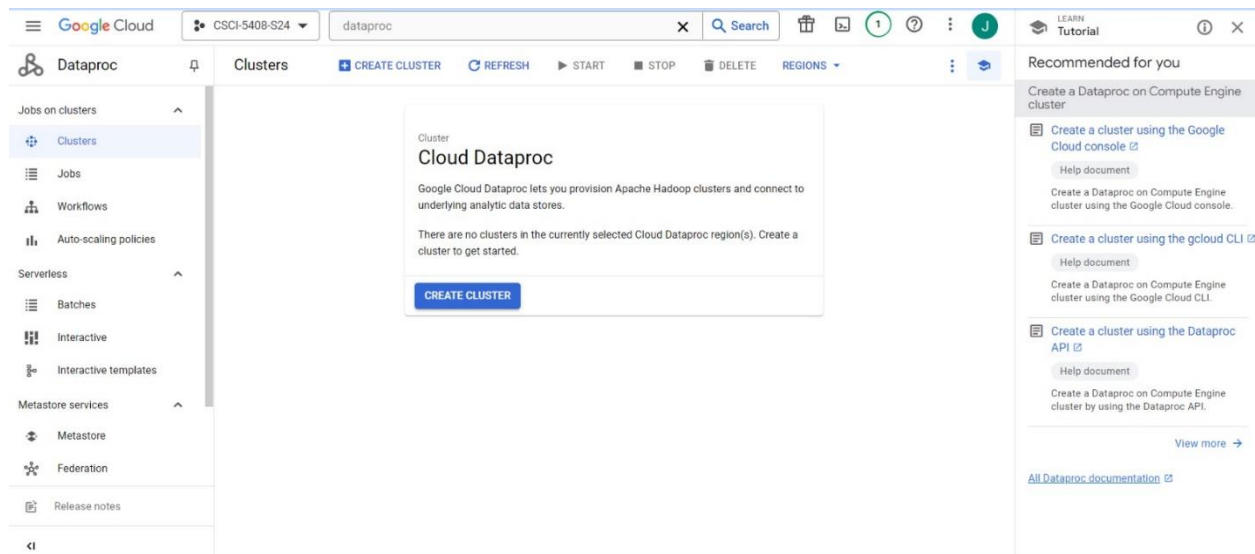 Google Cloud
CSCI-5408-S24
dataproc
Search
1
J
LEARN
Tutorial
Dataproc
Clusters
CREATE CLUSTER
REFRESH
START
STOP
DELETE
REGIONS
Jobs on clusters
Clusters
Jobs
Workflows
Auto-scaling policies
Serverless
Batches
Interactive
Interactive templates
Metastore services
Metastore
Federation
Release notes
Cluster
Cloud Dataproc
Google Cloud Dataproc lets you provision Apache Hadoop clusters and connect to
underlying analytic data stores.
There are no clusters in the currently selected Cloud Dataproc region(s). Create a
cluster to get started.
CREATE CLUSTER
Recommended for you
Create a Dataproc on Compute Engine
cluster
Create a cluster using the Google
Cloud console
Help document
Create a Dataproc on Compute Engine
cluster using the Google Cloud console.
Create a cluster using the gcloud CLI
Help document
Create a Dataproc on Compute Engine
cluster using the Google Cloud CLI.
Create a cluster using the Dataproc
API
Help document
Create a Dataproc on Compute Engine
cluster by using the Dataproc API.
View more
All Dataproc documentation